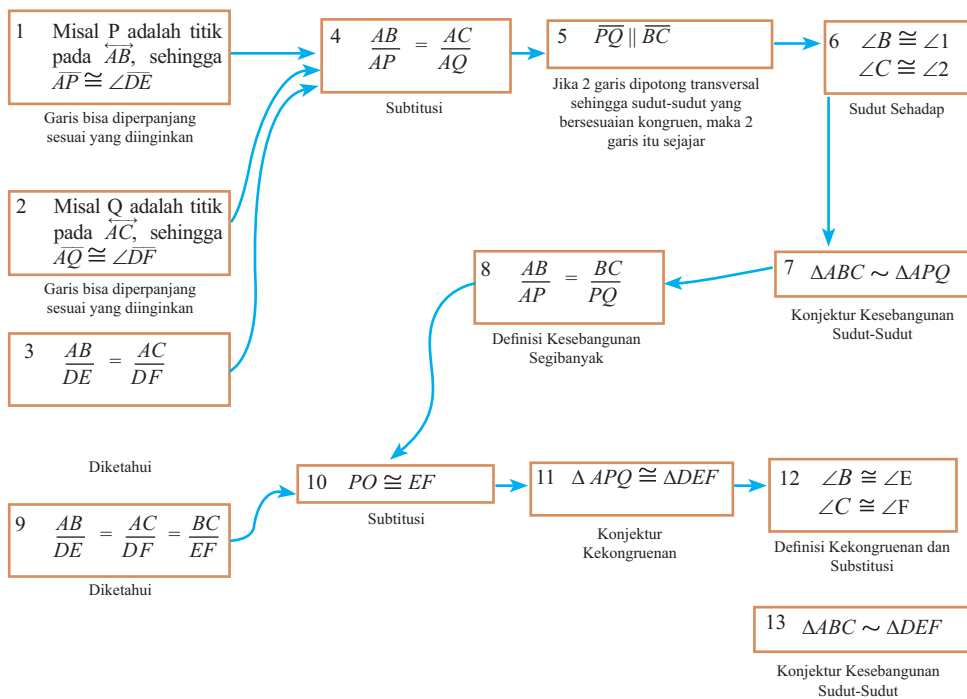 1 Misal P adalah titik
pada AB, sehingga
AP ≅ ∠DE
Garis bisa diperpanjang
sesuai yang diinginkan
2 Misal Q adalah titik
pada AC, sehingga
AQ ≅ ∠DF
Garis bisa diperpanjang
sesuai yang diinginkan
3 AB/DE = AC/DF
Diketahui
4 AB/AP = AC/AQ
Subtitusi
5 PQ || BC
Jika 2 garis dipotong transversal
sehingga sudut-sudut yang
bersesuaian kongruen, maka 2
garis itu sejajar
6 ∠B ≅ ∠1
∠C ≅ ∠2
Sudut Sehadap
7 ΔABC ~ ΔAPQ
Konjektur Kesebangunan
Sudut-Sudut
8 AB/AP = BC/PQ
Definisi Kesebangunan
Segibanyak
9 AB/DE = AC/DF = BC/EF
Diketahui
10 PO ≅ EF
Subtitusi
11 Δ APQ ≅ ΔDEF
Konjektur
Kekongruenan
12 ∠B ≅ ∠E
∠C ≅ ∠F
Definisi Kekongruenan dan
Substitusi
13 ΔABC ~ ΔDEF
Konjektur Kesebangunan
Sudut-Sudut